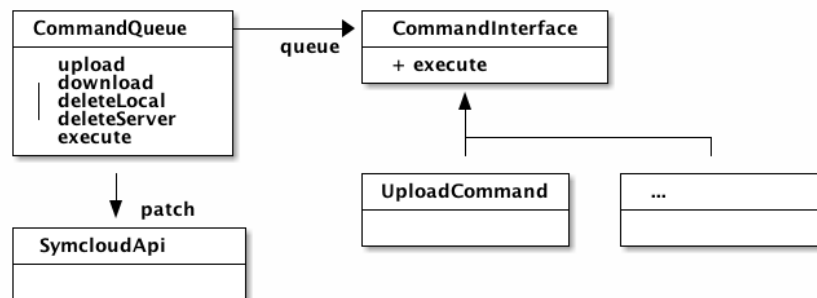 CommandQueue
upload
download
deleteLocal
deleteServer
execute
queue
CommandInterface
+ execute
patch
SymcloudApi
UploadCommand
...